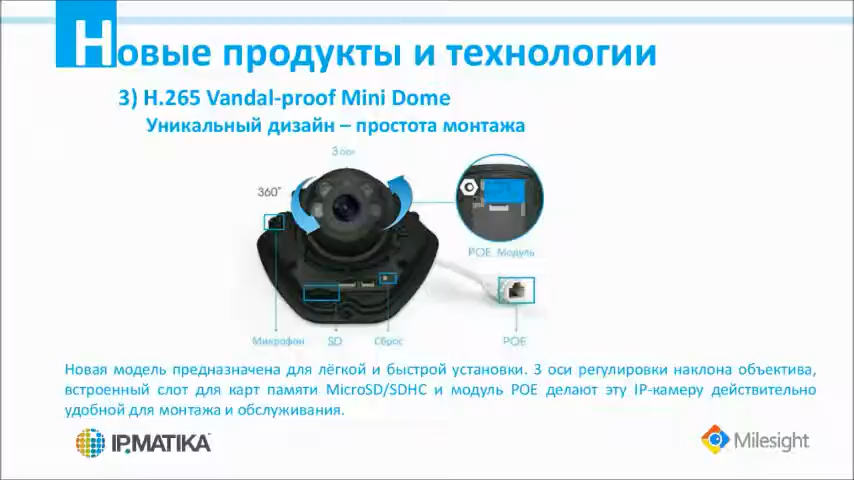 Новые продукты и технологии
3) H.265 Vandal-proof Mini Dome
Уникальный дизайн – простота монтажа
3 оси
360°
POE Модуль
Микрофон
SD
Сброс
POE
Новая модель предназначена для лёгкой и быстрой установки. 3 оси регулировки наклона объектива,
встроенный слот для карт памяти MicroSD/SDHC и модуль POE делают эту IP-камеру действительно
удобной для монтажа и обслуживания.
IPMATIKA
Milesight